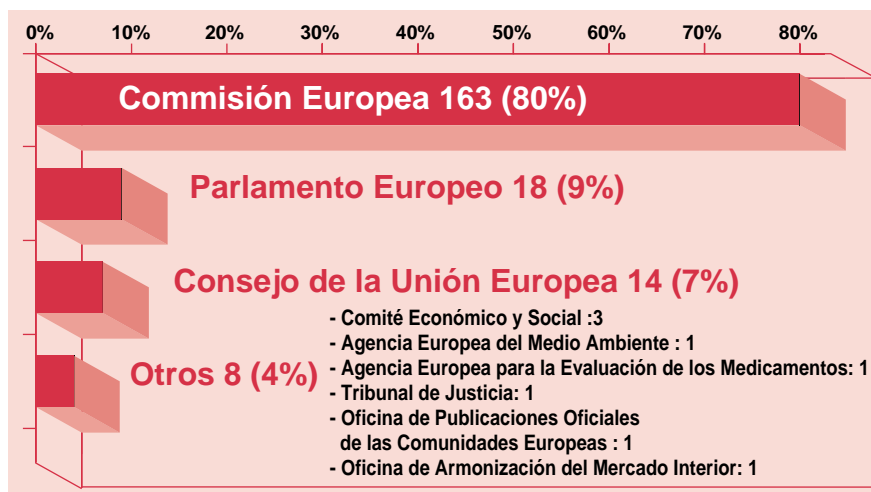 0% 10% 20% 30% 40% 50% 60% 70% 80%
Commisión Europea 163 (80%)
Parlamento Europeo 18 (9%)
Consejo de la Unión Europea 14 (7%)
Otros 8 (4%)
- Comité Económico y Social :3
- Agencia Europea del Medio Ambiente : 1
- Agencia Europea para la Evaluación de los Medicamentos: 1
- Tribunal de Justicia: 1
- Oficina de Publicaciones Oficiales
de las Comunidades Europeas : 1
- Oficina de Armonización del Mercado Interior: 1